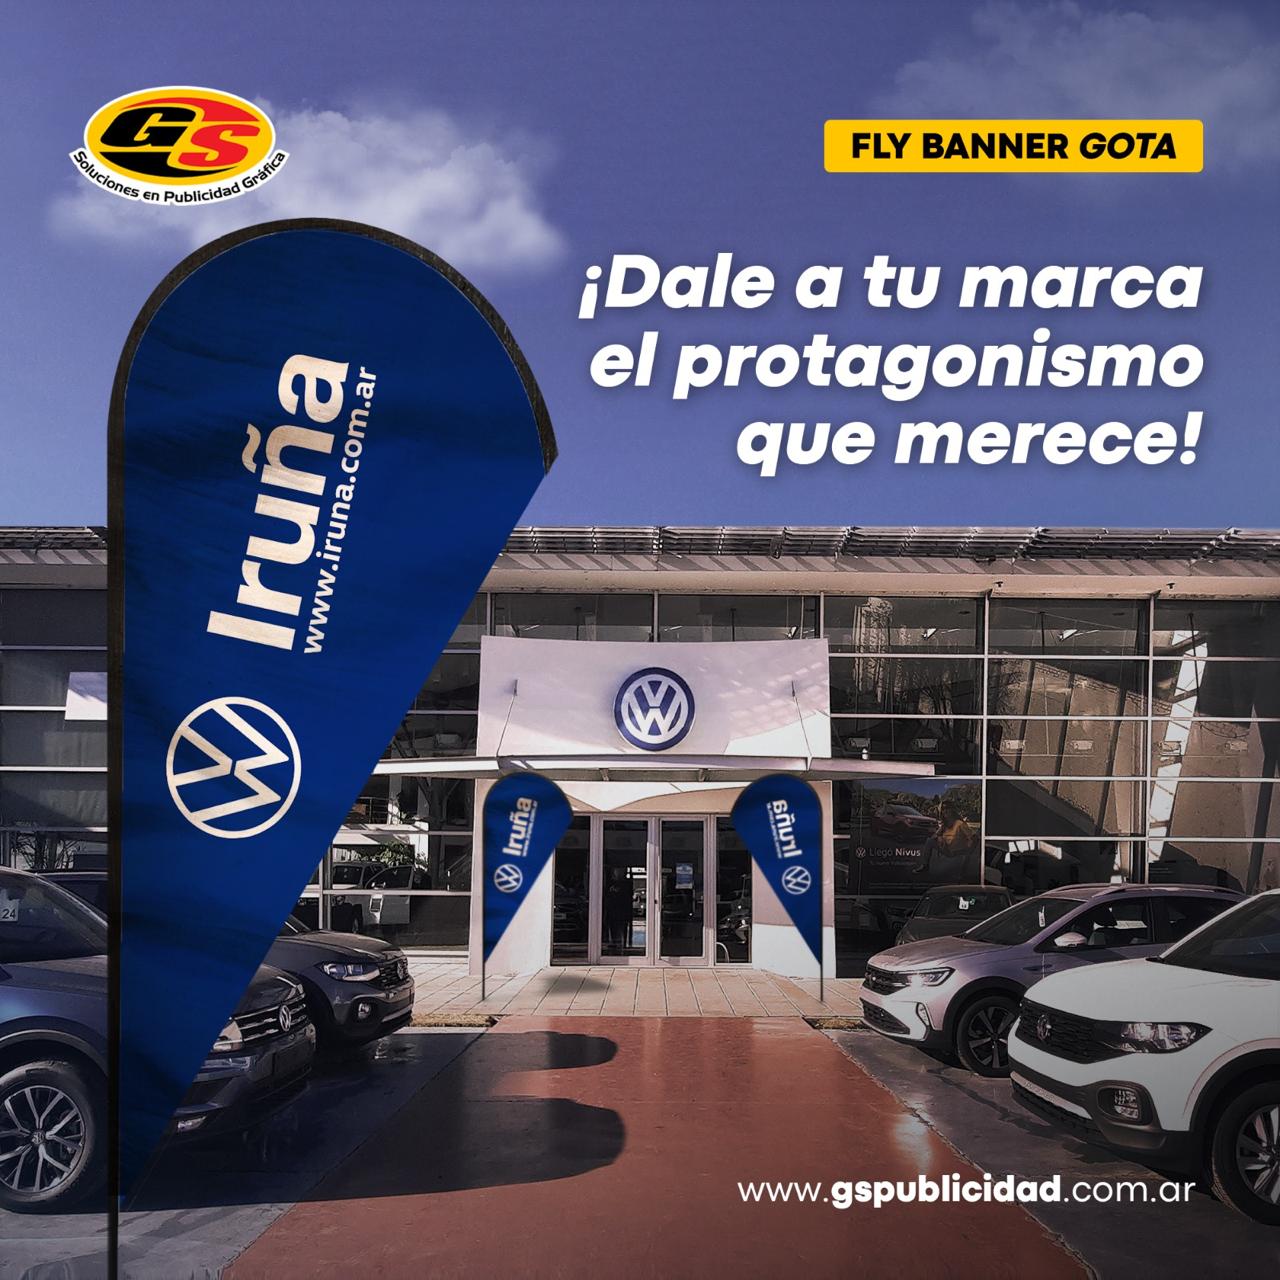 GS
Soluciones en Publicidad Gráfica
FLY BANNER GOTA
¡Dale a tu marca
el protagonismo
que merece!
Iruña
www.iruna.com.ar
Iruña
Iruña
Llegó Nivus
24
www.gspublicidad.com.ar